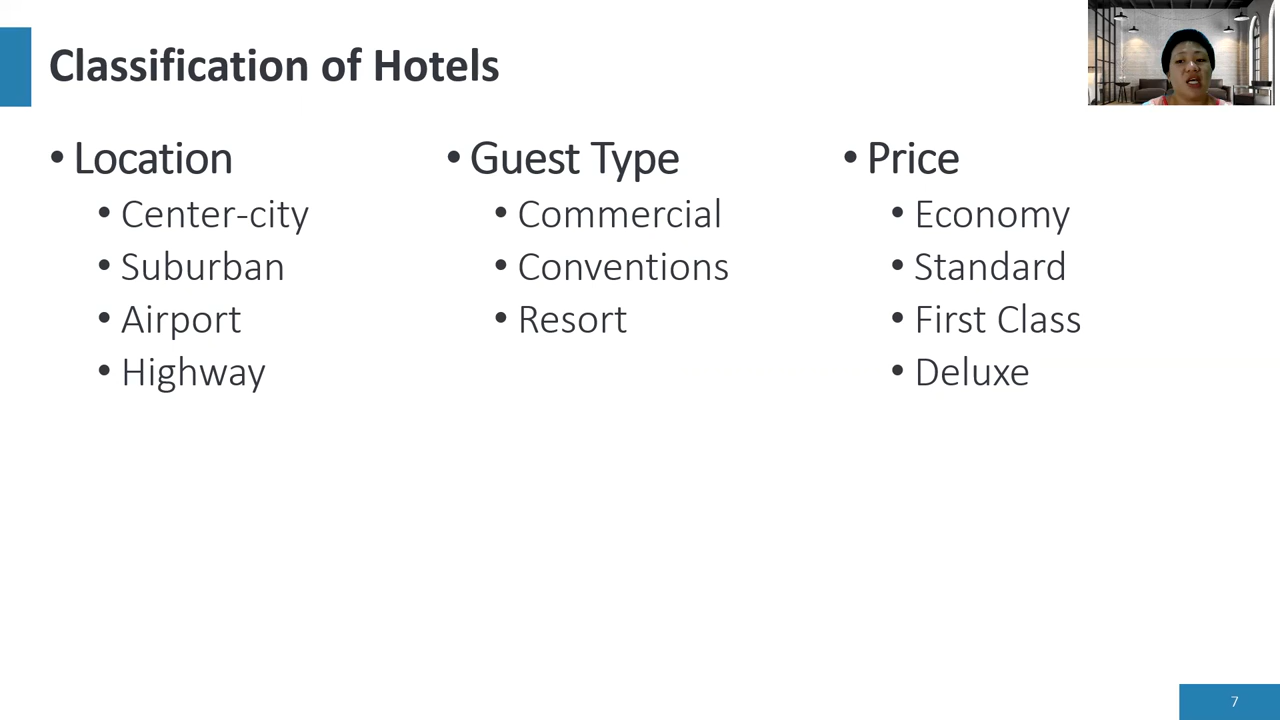 Classification of Hotels
• Location
• Center-city
• Suburban
• Airport
• Highway
• Guest Type
• Commercial
• Conventions
• Resort
• Price
• Economy
• Standard
• First Class
• Deluxe
7